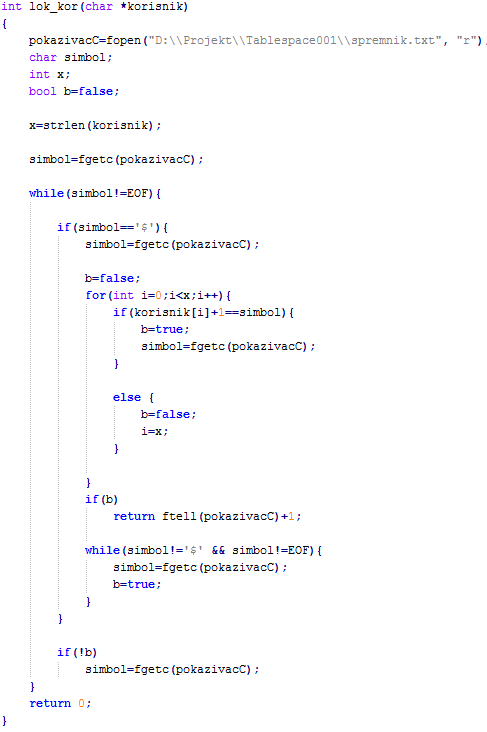 int lok_kor(char *korisnik)
{
pokazivacC=fopen("D:\\Projekt\\Tablespace001\\spremnik.txt", "r");
char simbol;
int x;
bool b=false;
x=strlen(korisnik);
simbol=fgetc(pokazivacC);
while(simbol!=EOF){
if(simbol=='$'){
simbol=fgetc(pokazivacC);
b=false;
for(int i=0;i<x;i++){
if(korisnik[i]+1==simbol){
b=true;
simbol=fgetc(pokazivacC);
}
else {
b=false;
i=x;
}
}
if(b)
return ftell(pokazivacC)+1;
while(simbol!='$' && simbol!=EOF){
simbol=fgetc(pokazivacC);
b=true;
}
}
if(!b)
simbol=fgetc(pokazivacC);
}
return 0;
}